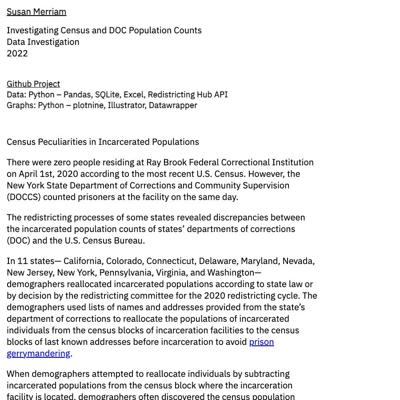 Susan Merriam
Investigating Census and DOC Population Counts
Data Investigation
2022
Github Project
Data: Python – Pandas, SQLite, Excel, Redistricting Hub API
Graphs: Python – plotnine, Illustrator, Datawrapper
Census Peculiarities in Incarcerated Populations
There were zero people residing at Ray Brook Federal Correctional Institution
on April 1st, 2020 according to the most recent U.S. Census. However, the
New York State Department of Corrections and Community Supervision
(DOCCS) counted prisoners at the facility on the same day.
The redistricting processes of some states revealed discrepancies between
the incarcerated population counts of states’ departments of corrections
(DOC) and the U.S. Census Bureau.
In 11 states— California, Colorado, Connecticut, Delaware, Maryland, Nevada,
New Jersey, New York, Pennsylvania, Virginia, and Washington—
demographers reallocated incarcerated populations according to state law or
by decision by the redistricting committee for the 2020 redistricting cycle. The
demographers used lists of names and addresses provided from the state’s
department of corrections to reallocate the populations of incarcerated
individuals from the census blocks of incarceration facilities to the census
blocks of last known addresses before incarceration to avoid prison
gerrymandering.
When demographers attempted to reallocate individuals by subtracting
incarcerated populations from the census block where the incarceration
facility is located, demographers often discovered the census population